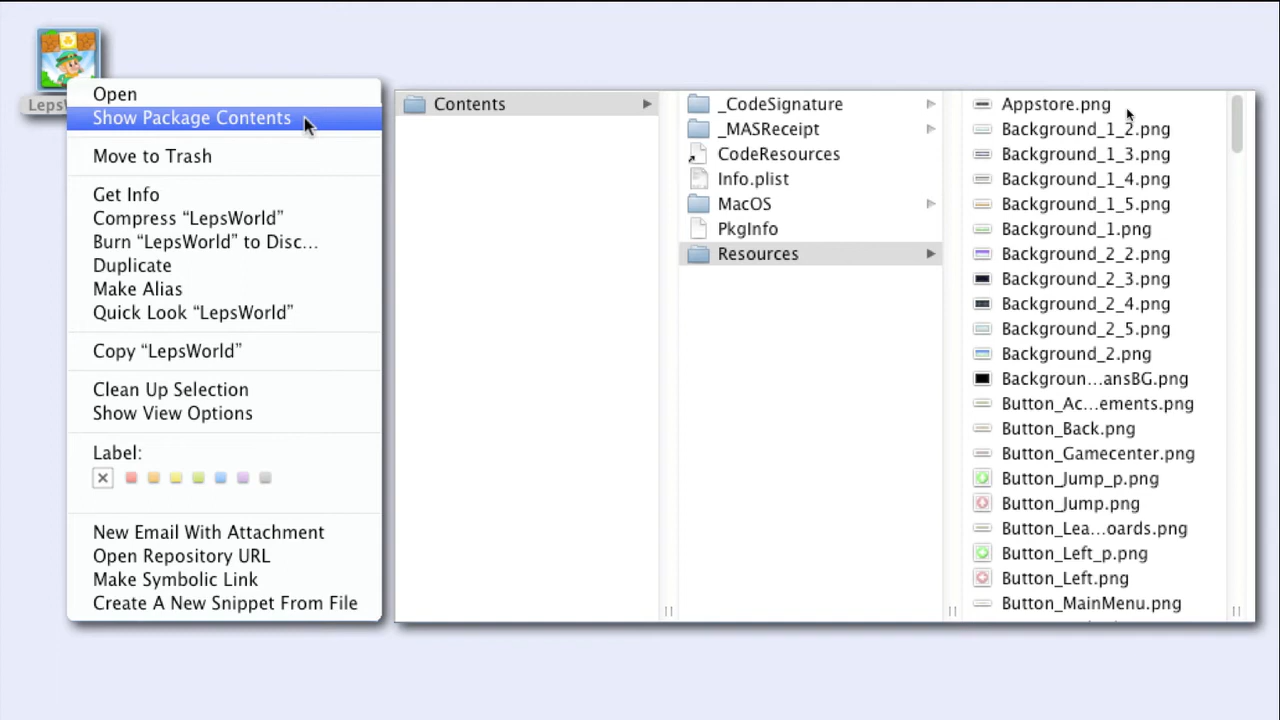 LepsW
Open
Show Package Contents
Move to Trash
Get Info
Compress “LepsWorld”
Burn “LepsWorld” to Disc...
Duplicate
Make Alias
Quick Look “LepsWorld”
Copy “LepsWorld”
Clean Up Selection
Show View Options
Label:
New Email With Attachment
Open Repository URL
Make Symbolic Link
Create A New Snippet From File
Contents
_CodeSignature
_MASReceipt
CodeResources
Info.plist
MacOS
PkgInfo
Resources
Appstore.png
Background_1_2.png
Background_1_3.png
Background_1_4.png
Background_1_5.png
Background_1.png
Background_2_2.png
Background_2_3.png
Background_2_4.png
Background_2_5.png
Background_2.png
Backgroun...ansBG.png
Button_Ac...ements.png
Button_Back.png
Button_Gamecenter.png
Button_Jump_p.png
Button_Jump.png
Button_Lea...oards.png
Button_Left_p.png
Button_Left.png
Button_MainMenu.png